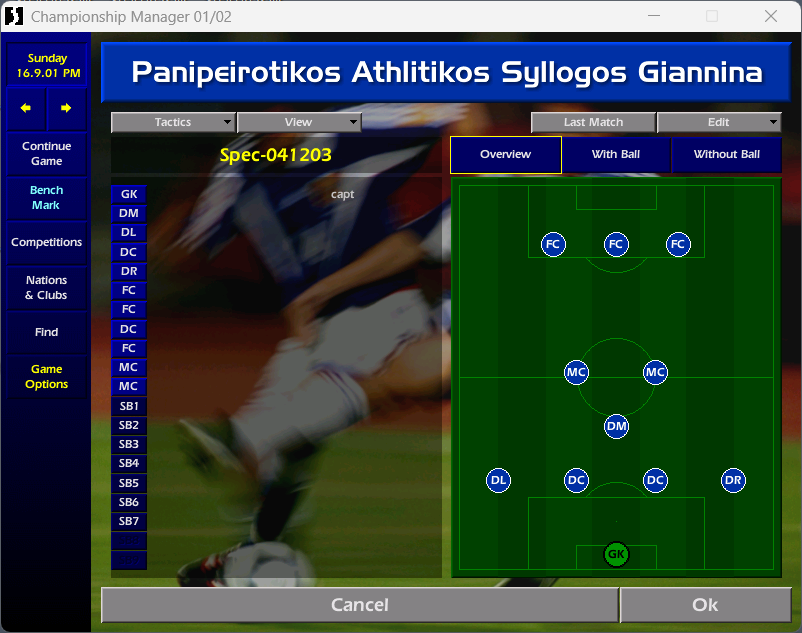 Championship Manager 01/02
Sunday
16.9.01 PM
Panipeirotikos Athlitikos Syllogos Giannina
Continue
Game
Bench
Mark
Competitions
Nations
& Clubs
Find
Game
Options
Tactics
View
Last Match
Edit
Spec-041203
Overview
With Ball
Without Ball
GK capt
DM
DL
DC
DR
FC
FC
DC
FC
MC
MC
SB1
SB2
SB3
SB4
SB5
SB6
SB7
FC FC FC
MC MC
DM
DL DC DC DR
GK
Cancel
Ok